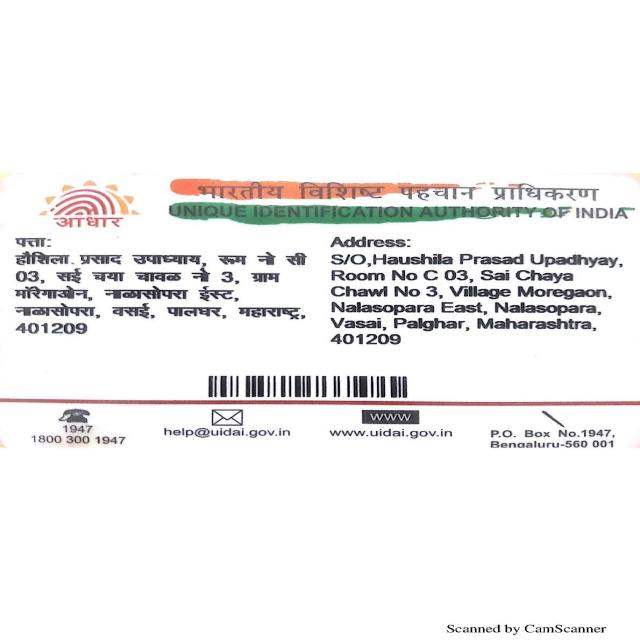 आधार
भारतीय विशिष्ट पहचान प्राधिकरण
UNIQUE IDENTIFICATION AUTHORITY OF INDIA
पत्ता:
हौशिला प्रसाद उपाध्याय, रूम नो सी
03, सई चया चावळ नो 3, ग्राम
मॉरेगाओन, नाळासोपरा ईस्ट,
नाळासोपरा, वसई, पालघर, महाराष्ट्र,
401209
Address:
S/O,Haushila Prasad Upadhyay,
Room No C 03, Sai Chaya
Chawl No 3, Village Moregaon,
Nalasopara East, Nalasopara,
Vasai, Palghar, Maharashtra,
401209
1947
1800 300 1947
help@uidai.gov.in
www
www.uidai.gov.in
P.O. Box No.1947,
Bengaluru-560 001
Scanned by CamScanner